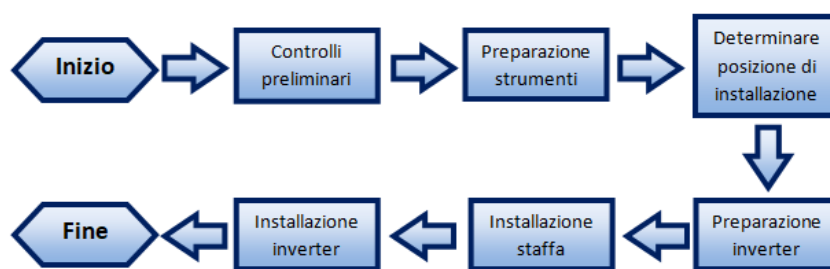 Inizio
Controlli
preliminari
Preparazione
strumenti
Determinare
posizione di
installazione
Preparazione
inverter
Installazione
staffa
Installazione
inverter
Fine